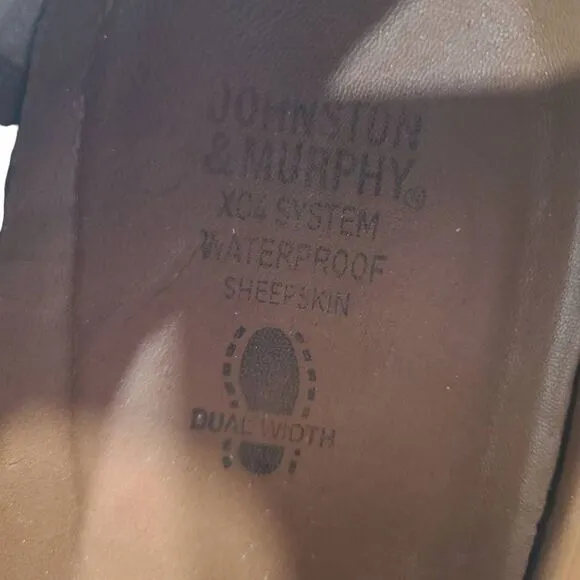 JOHNSTON
& MURPHY®
XC4 SYSTEM
WATERPROOF
SHEEPSKIN
DUAL WIDTH